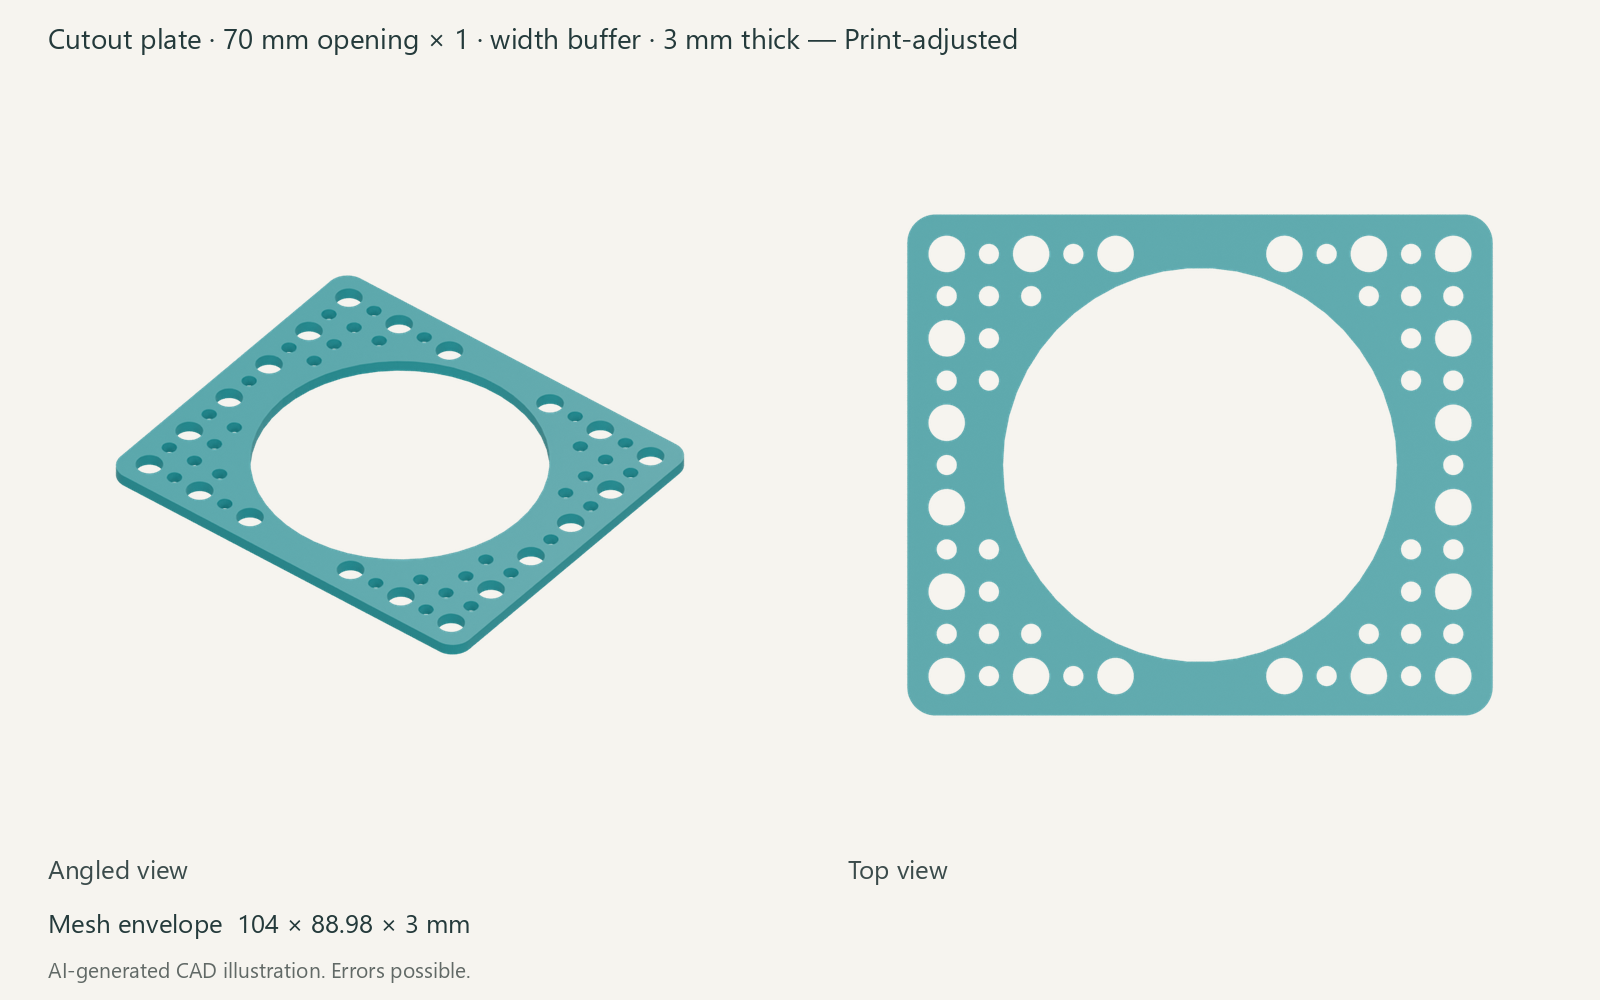 Cutout plate · 70 mm opening × 1 · width buffer · 3 mm thick — Print-adjusted
Angled view
Top view
Mesh envelope 104 × 88.98 × 3 mm
AI-generated CAD illustration. Errors possible.